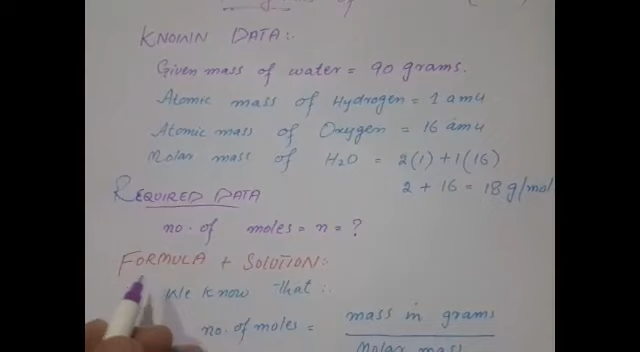 KNOWN DATA:.
Given mass of water = 90 grams.
Atomic mass of Hydrogen = 1 amu
Atomic mass of Oxygen = 16 amu
Molar mass of H₂O = 2(1) + 1(16)
2 + 16 = 18 g/mol
REQUIRED DATA
no. of moles = n = ?
FORMULA + SOLUTION:
We know That :.
no. of moles = mass in grams
Molar mass